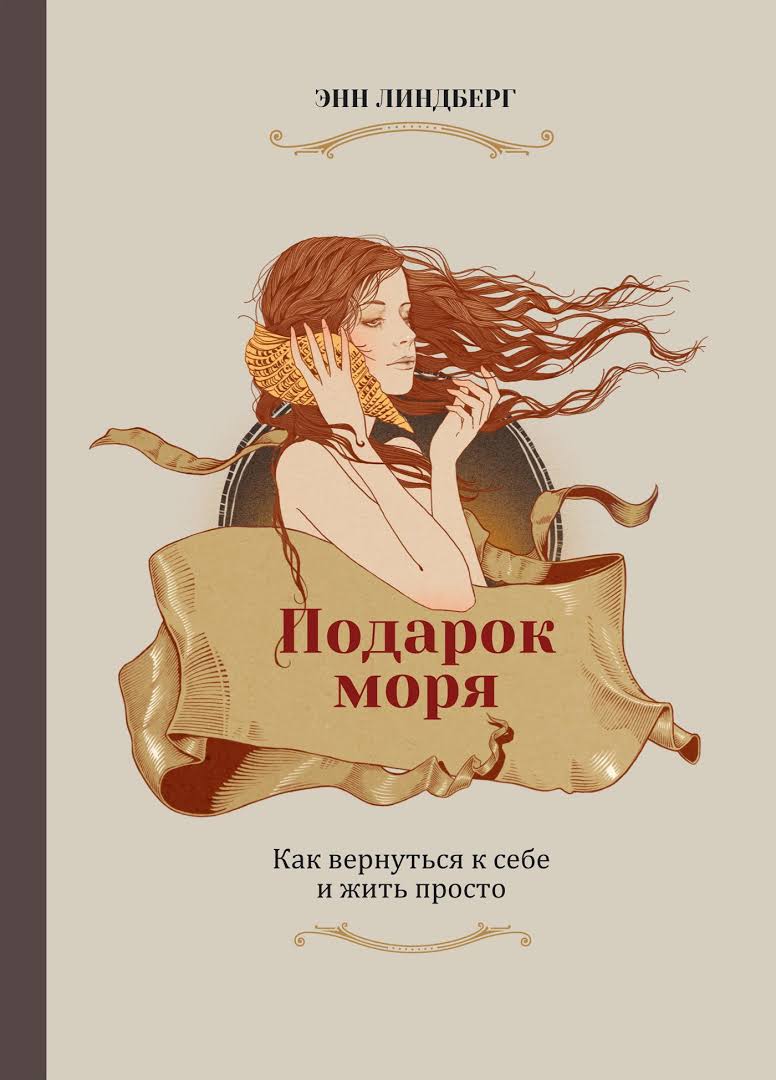 ЭНН ЛИНДБЕРГ
Подарок
моря
Как вернуться к себе
и жить просто